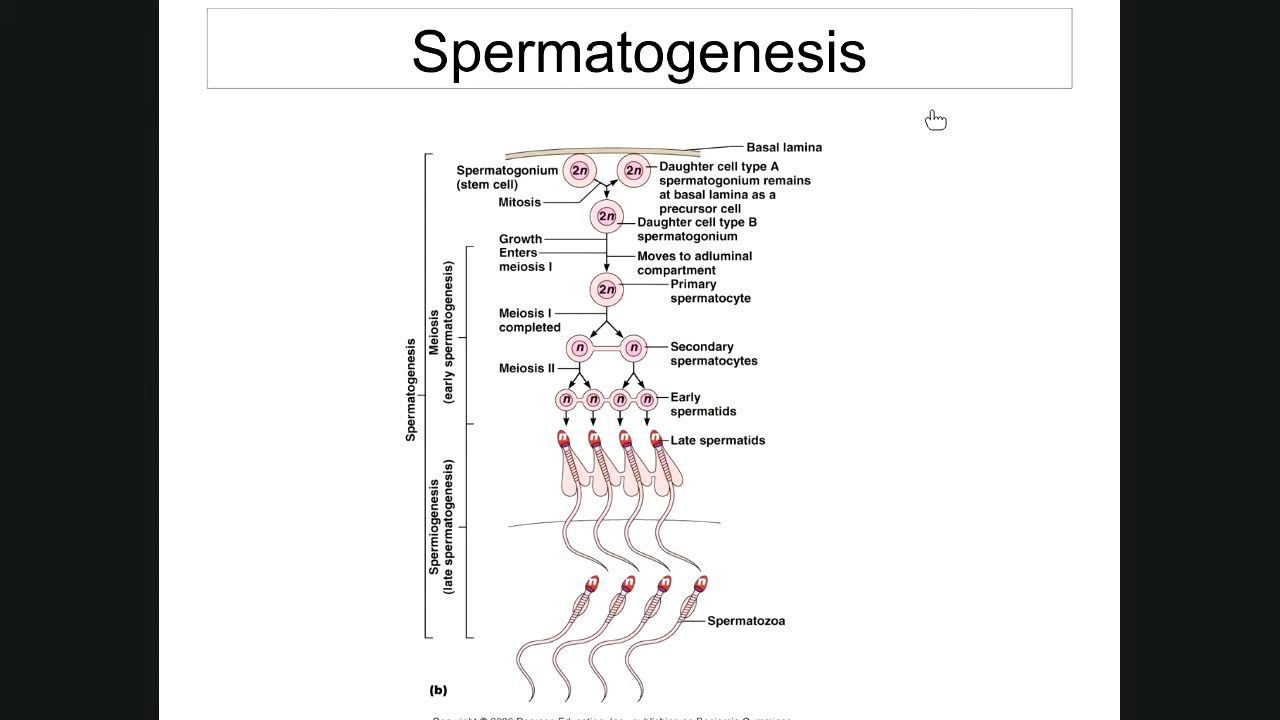 Spermatogenesis
Basal lamina
Spermatogonium
(stem cell)
2n
2n
Daughter cell type A
spermatogonium remains
at basal lamina as a
precursor cell
Mitosis
2n
Daughter cell type B
spermatogonium
Growth
Enters
meiosis I
Moves to adluminal
compartment
2n
Primary
spermatocyte
Meiosis I
completed
n
n
Secondary
spermatocytes
Meiosis II
n
n
n
n
Early
spermatids
n
n
n
n
Late spermatids
n
n
n
n
Spermatozoa
Spermatogenesis
Meiosis
(early spermatogenesis)
Spermiogenesis
(late spermatogenesis)
(b)